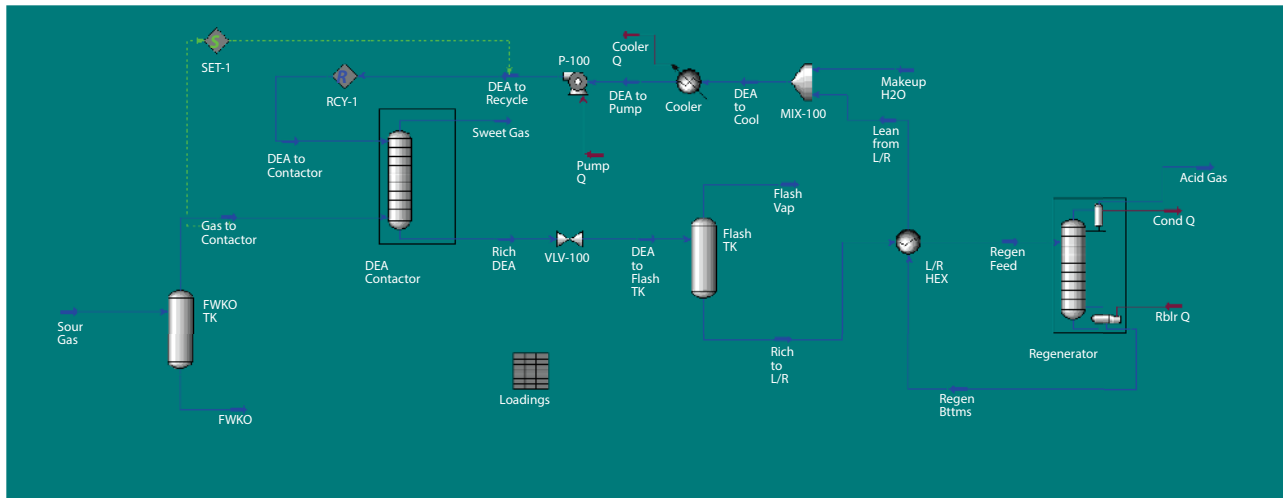 S
SET-1
R
RCY-1
DEA to
Contactor
Sweet Gas
DEA to
Recycle
P-100
Pump
Q
DEA to
Pump
Cooler
Q
Cooler
DEA
to
Cool
MIX-100
Makeup
H2O
Lean
from
L/R
Gas to
Contactor
DEA
Contactor
Rich
DEA
VLV-100
DEA
to
Flash
TK
Flash
Vap
Flash
TK
L/R
HEX
Regen
Feed
Acid Gas
Cond Q
Rblr Q
Regenerator
Sour
Gas
FWKO
TK
FWKO
Loadings
Rich
to
L/R
Regen
Bttms